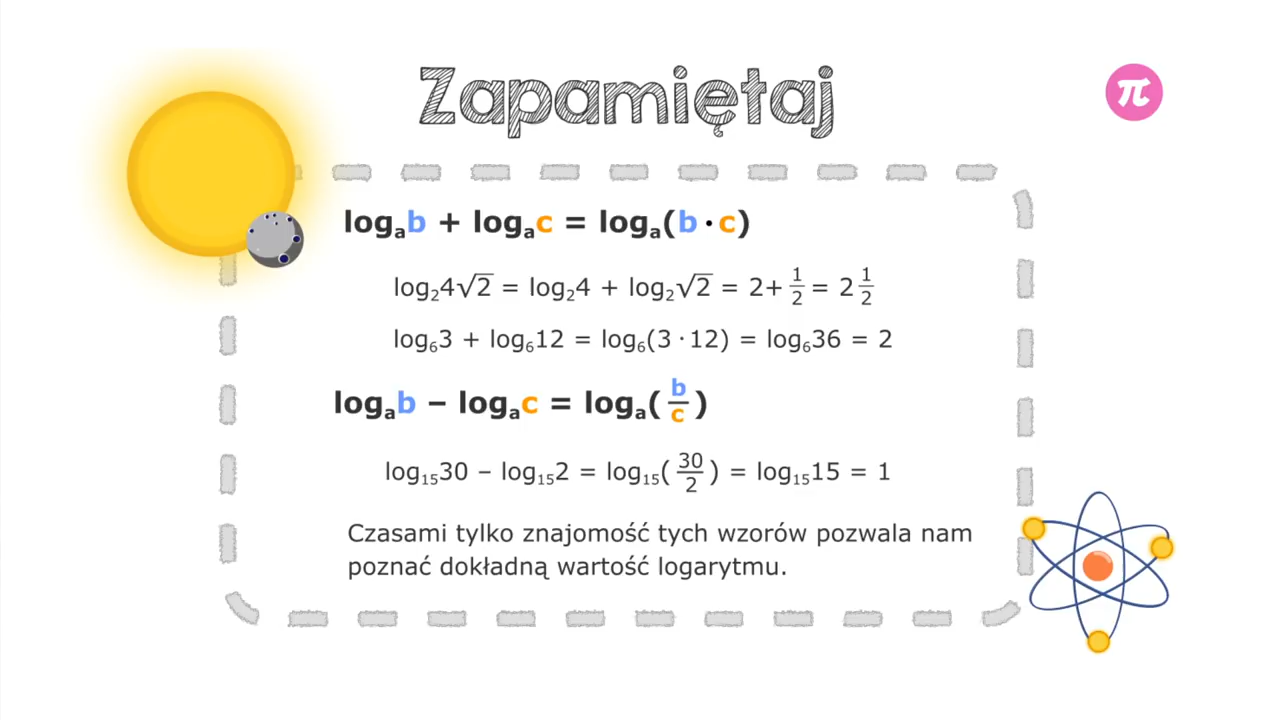 Zapamiętaj
π
logₐb + logₐc = logₐ(b · c)
log₂4√2 = log₂4 + log₂√2 = 2+ 1/2 = 2 1/2
log₆3 + log₆12 = log₆(3 · 12) = log₆36 = 2
logₐb – logₐc = logₐ(b/c)
log₁₅30 – log₁₅2 = log₁₅(30/2) = log₁₅15 = 1
Czasami tylko znajomość tych wzorów pozwala nam
poznać dokładną wartość logarytmu.